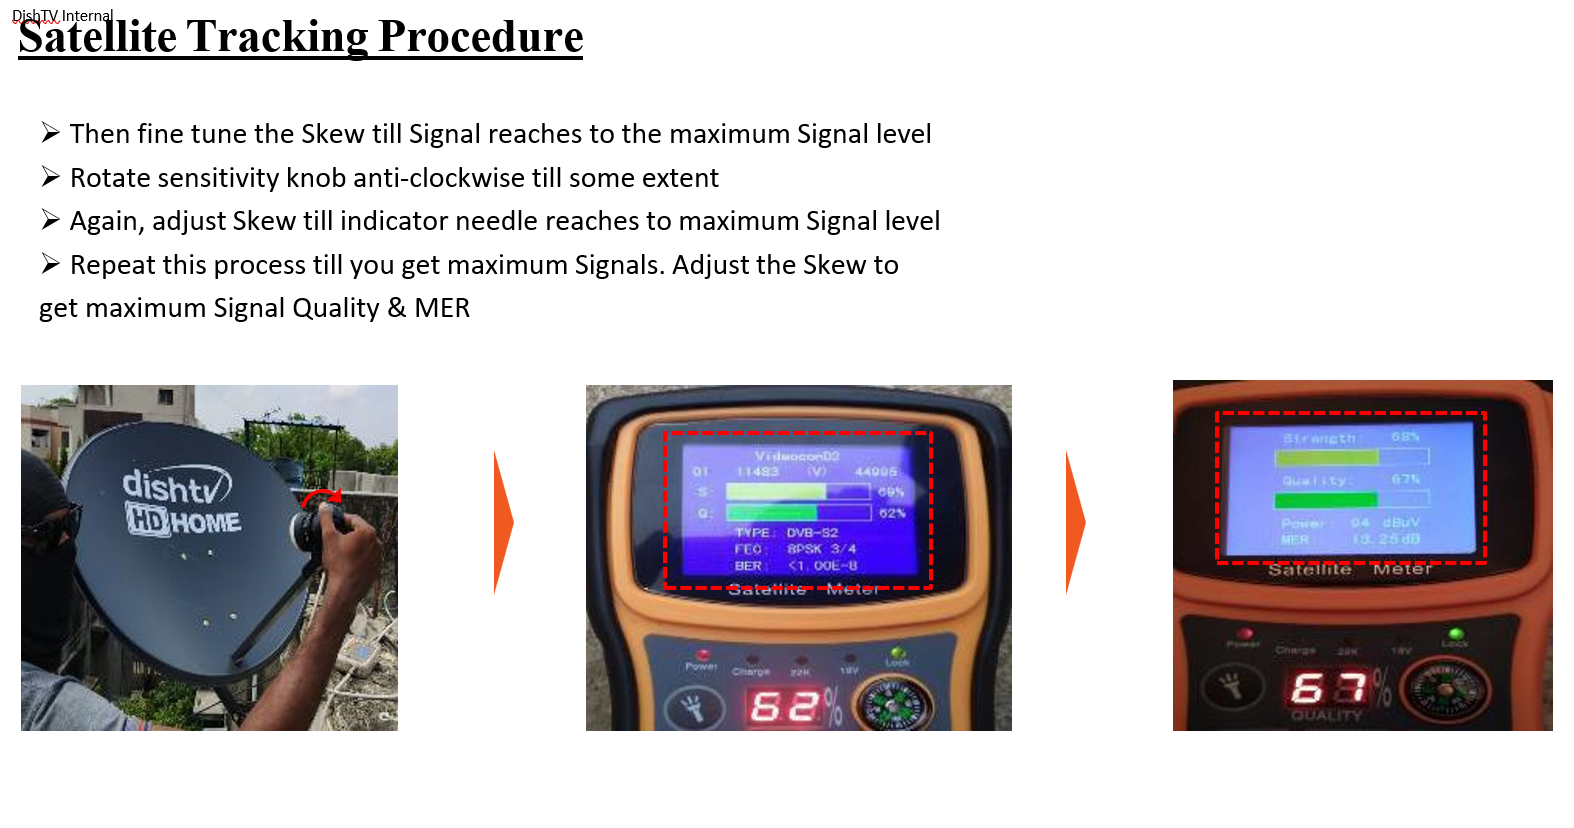 DishTV Internal
Satellite Tracking Procedure
➢ Then fine tune the Skew till Signal reaches to the maximum Signal level
➢ Rotate sensitivity knob anti-clockwise till some extent
➢ Again, adjust Skew till indicator needle reaches to maximum Signal level
➢ Repeat this process till you get maximum Signals. Adjust the Skew to
get maximum Signal Quality & MER
dishtv
HD HOME
VideoconD2
01 11483 (V) 44995
S: 69%
Q: 62%
TYPE: DVB-S2
FEC: 8PSK 3/4
BER: <1.00E-8
Satellite Meter
Power Charge 22K 18V Lock
62%
Strength: 68%
Quality: 67%
Power: 94 dBuV
MER: 13.25dB
Satellite Meter
Power Charge 22K 18V Lock
67%
QUALITY